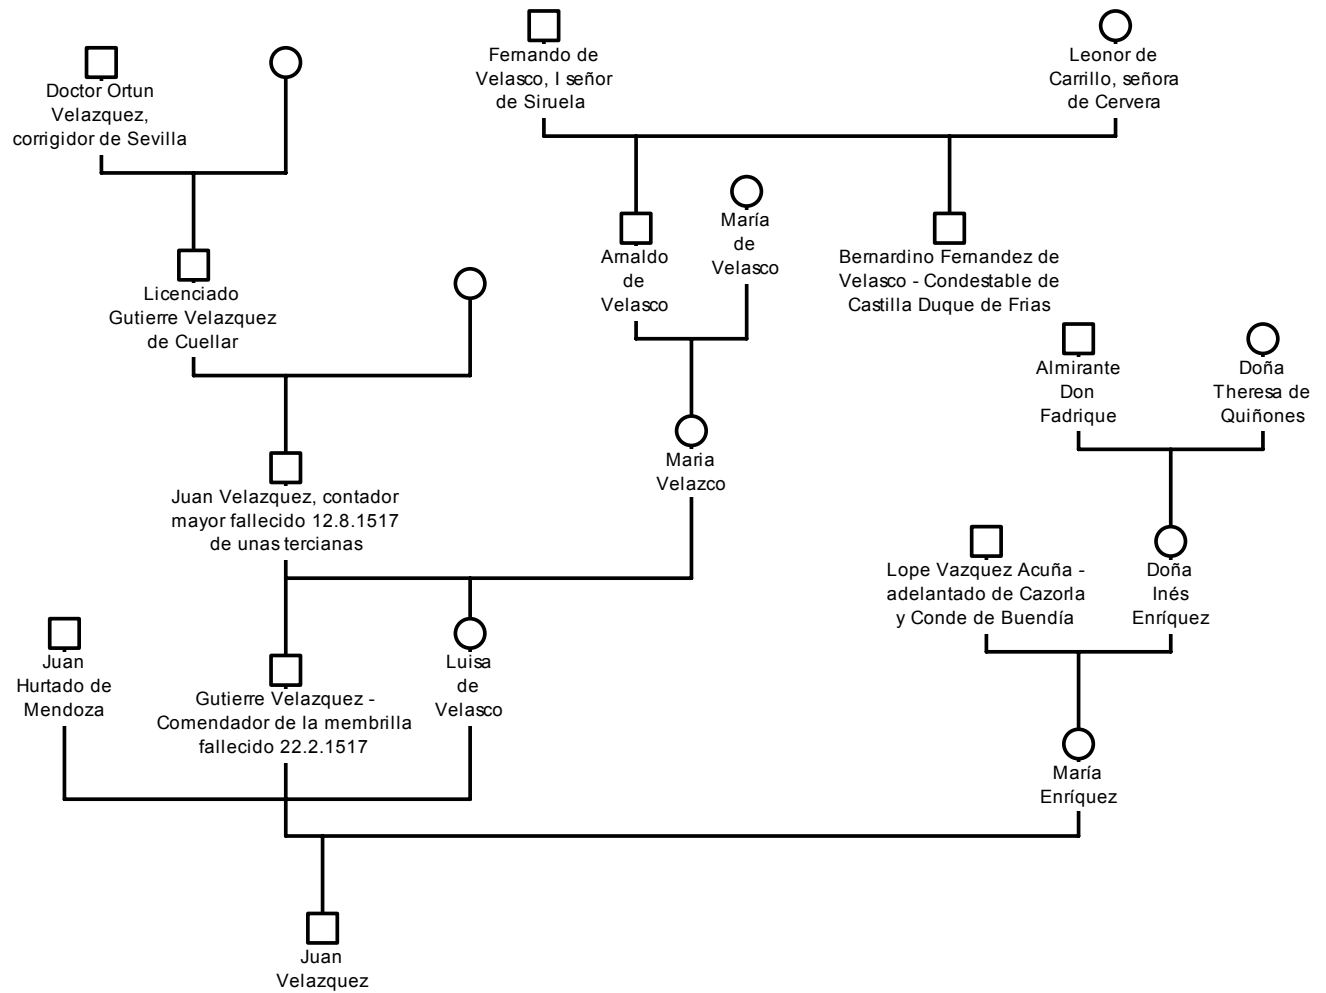 Fernando de
Velasco, I señor
de Siruela
Leonor de
Carrillo, señora
de Cervera
Doctor Ortun
Velazquez,
corrigidor de Sevilla
María
de
Velasco
Arnaldo
de
Velasco
Bernardino Fernandez de
Velasco - Condestable de
Castilla Duque de Frias
Licenciado
Gutierre Velazquez
de Cuellar
Almirante
Don
Fadrique
Doña
Theresa de
Quiñones
Maria
Velazco
Juan Velazquez, contador
mayor fallecido 12.8.1517
de unas tercianas
Lope Vazquez Acuña -
adelantado de Cazorla
y Conde de Buendía
Doña
Inés
Enríquez
Juan
Hurtado de
Mendoza
Gutierre Velazquez -
Comendador de la membrilla
fallecido 22.2.1517
Luisa
de
Velasco
María
Enríquez
Juan
Velazquez